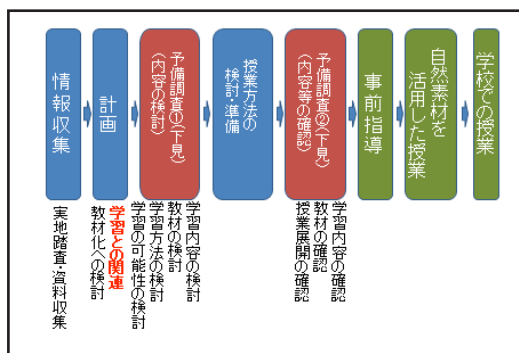 情報収集
計画
予備調査①(下見)
(内容の検討)
授業方法の
検討・準備
予備調査②(下見)
(内容等の確認)
事前指導
自然素材を
活用した授業
学校での授業
実地踏査・資料収集
学習との関連
教材化への検討
学習内容の検討
教材の検討
学習方法の検討
学習の可能性の検討
学習内容の確認
教材の確認
授業展開の確認